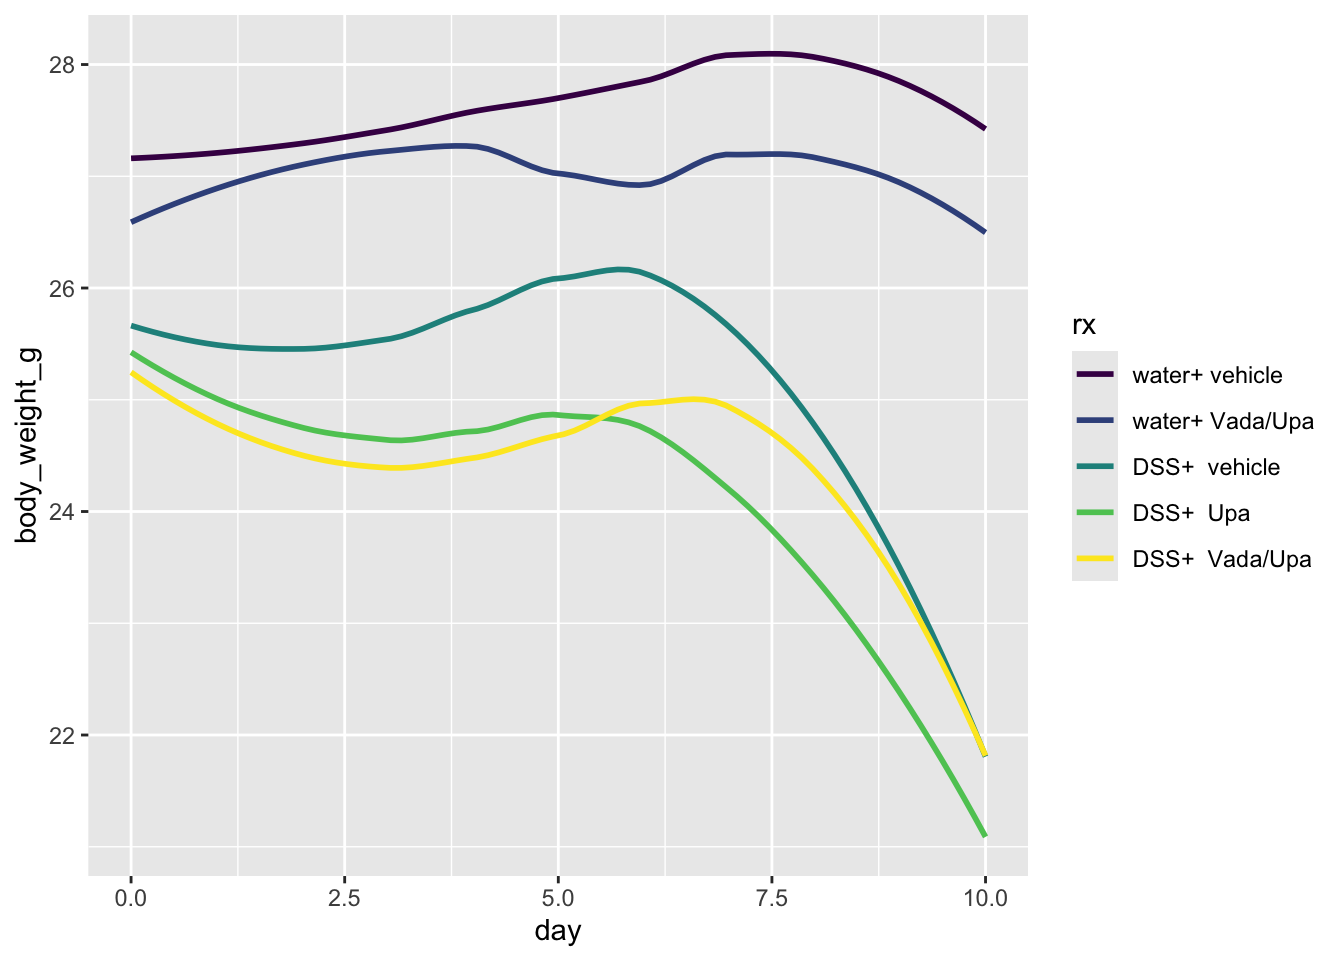 28
26
24
22
body_weight_g
0.0 2.5 5.0 7.5 10.0
day
rx
water+ vehicle
water+ Vada/Upa
DSS+  vehicle
DSS+  Upa
DSS+  Vada/Upa